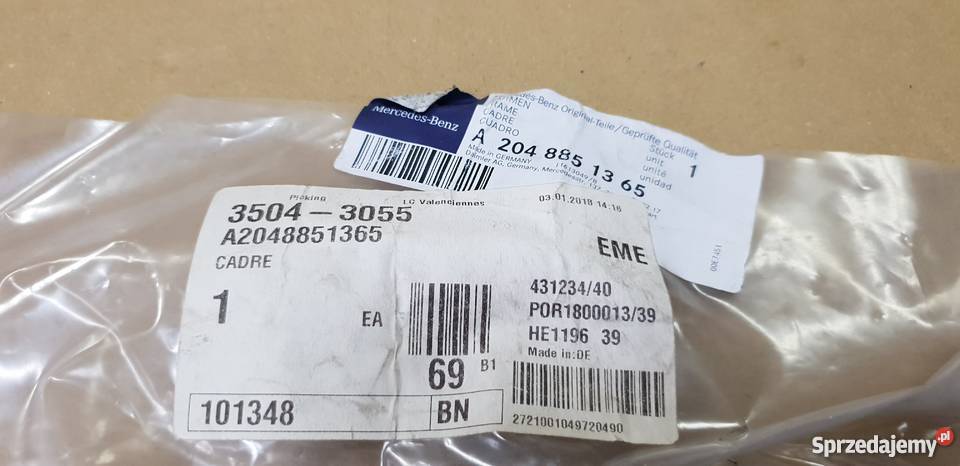 Mercedes-Benz
des-Benz Original-Teile/Geprüfte Qualität
RAHMEN
FRAME
CADRE
CUADRO
Stück
unit
unité
unidad
1
A 204 885 13 65
Made in GERMANY
Daimler AG, Germany, Mercedesstr. 137
00E7451
Picking
LC Valenciennes
03.01.2018 14:16
3504-3055
A2048851365
CADRE
EME
1
EA
431234/40
POR1800013/39
HE1196 39
Made in:DE
69
B1
101348
BN
2721001049720490
Sprzedajemy.pl